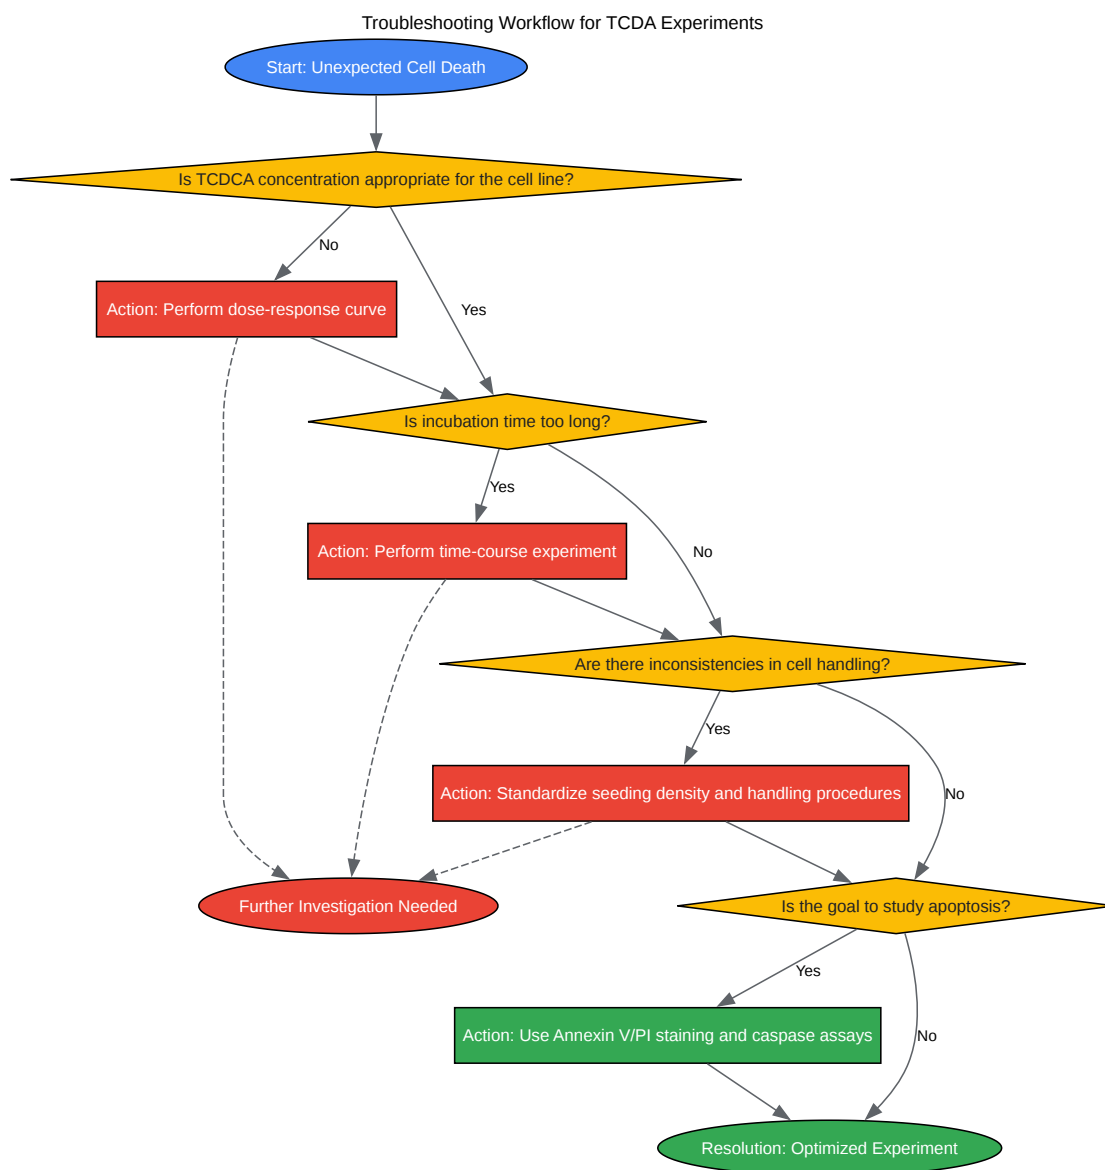 Troubleshooting Workflow for TCDA Experiments
Start: Unexpected Cell Death
Is TCDCA concentration appropriate for the cell line?
No
Yes
Action: Perform dose-response curve
Is incubation time too long?
Yes
No
Action: Perform time-course experiment
Are there inconsistencies in cell handling?
Yes
No
Action: Standardize seeding density and handling procedures
Further Investigation Needed
Is the goal to study apoptosis?
Yes
No
Action: Use Annexin V/PI staining and caspase assays
Resolution: Optimized Experiment